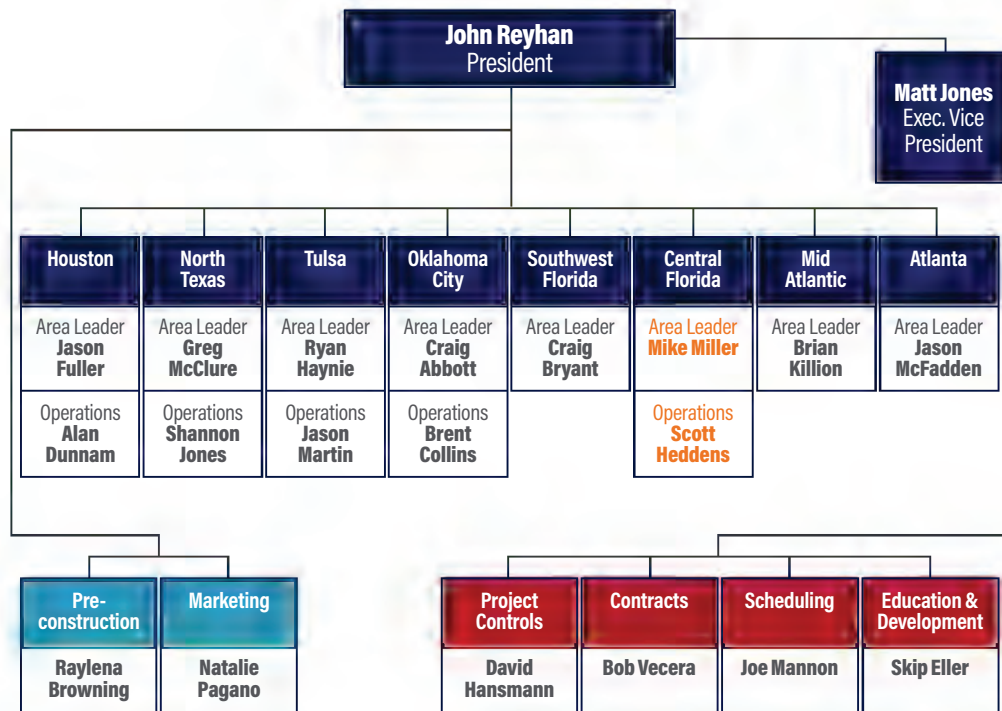 John Reyhan
President
Matt Jones
Exec. Vice
President
Houston
Area Leader
Jason
Fuller
Operations
Alan
Dunnam
North
Texas
Area Leader
Greg
McClure
Operations
Shannon
Jones
Tulsa
Area Leader
Ryan
Haynie
Operations
Jason
Martin
Oklahoma
City
Area Leader
Craig
Abbott
Operations
Brent
Collins
Southwest
Florida
Area Leader
Craig
Bryant
Central
Florida
Area Leader
Mike Miller
Operations
Scott
Heddens
Mid
Atlantic
Area Leader
Brian
Killion
Atlanta
Area Leader
Jason
McFadden
Pre-
construction
Raylena
Browning
Marketing
Natalie
Pagano
Project
Controls
David
Hansmann
Contracts
Bob Vecera
Scheduling
Joe Mannon
Education &
Development
Skip Eller